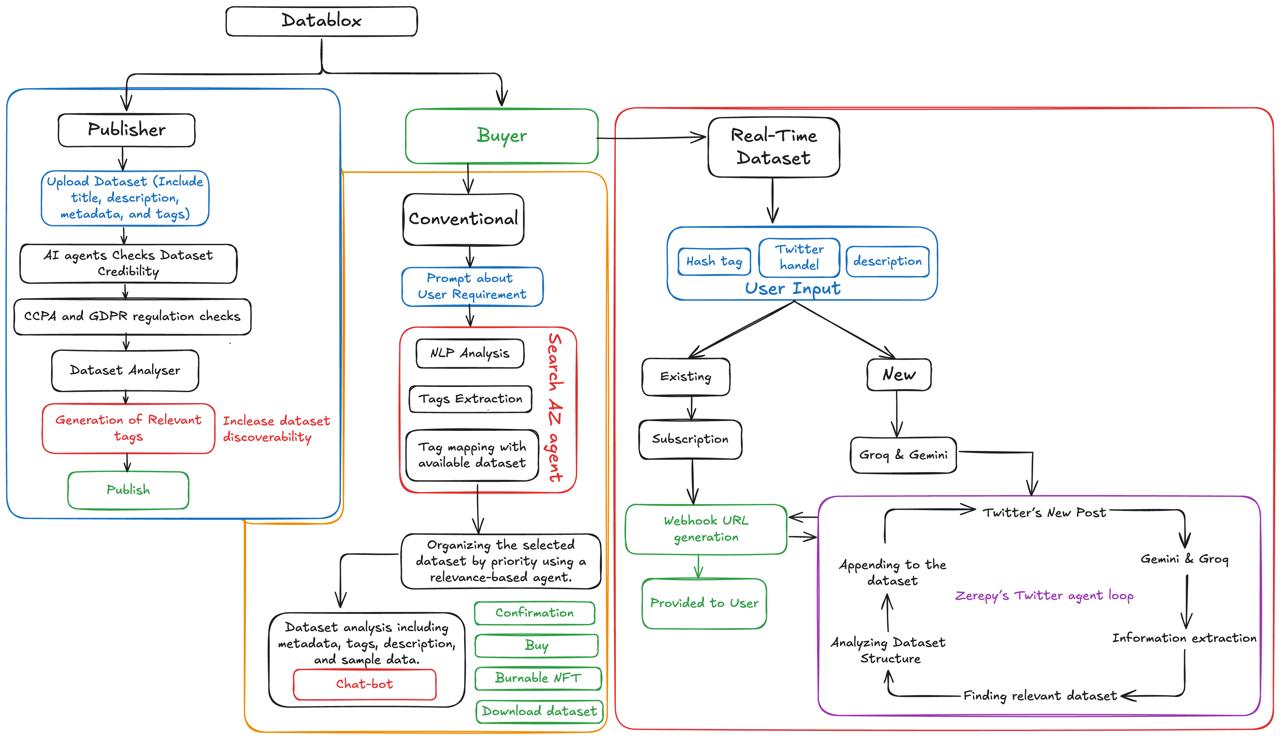 Datablox
Publisher
Upload Dataset (Include
title, description,
metadata, and tags)
AI agents Checks Dataset
Credibility
CCPA and GDPR regulation checks
Dataset Analyser
Generation of Relevant
tags
Inclease dataset
discoverability
Publish
Buyer
Conventional
Prompt about
User Requirement
NLP Analysis
Tags Extraction
Tag mapping with
available dataset
Search AZ agent
Organizing the selected
dataset by priority using a
relevance-based agent.
Dataset analysis including
metadata, tags, description,
and sample data.
Chat-bot
Confirmation
Buy
Burnable NFT
Download dataset
Real-Time
Dataset
Hash tag
Twitter
handel
description
User Input
Existing
Subscription
Webhook URL
generation
Provided to User
New
Groq & Gemini
Twitter's New Post
Gemini & Groq
Information extraction
Finding relevant dataset
Analyzing Dataset
Structure
Appending to the
dataset
Zerepy's Twitter agent loop